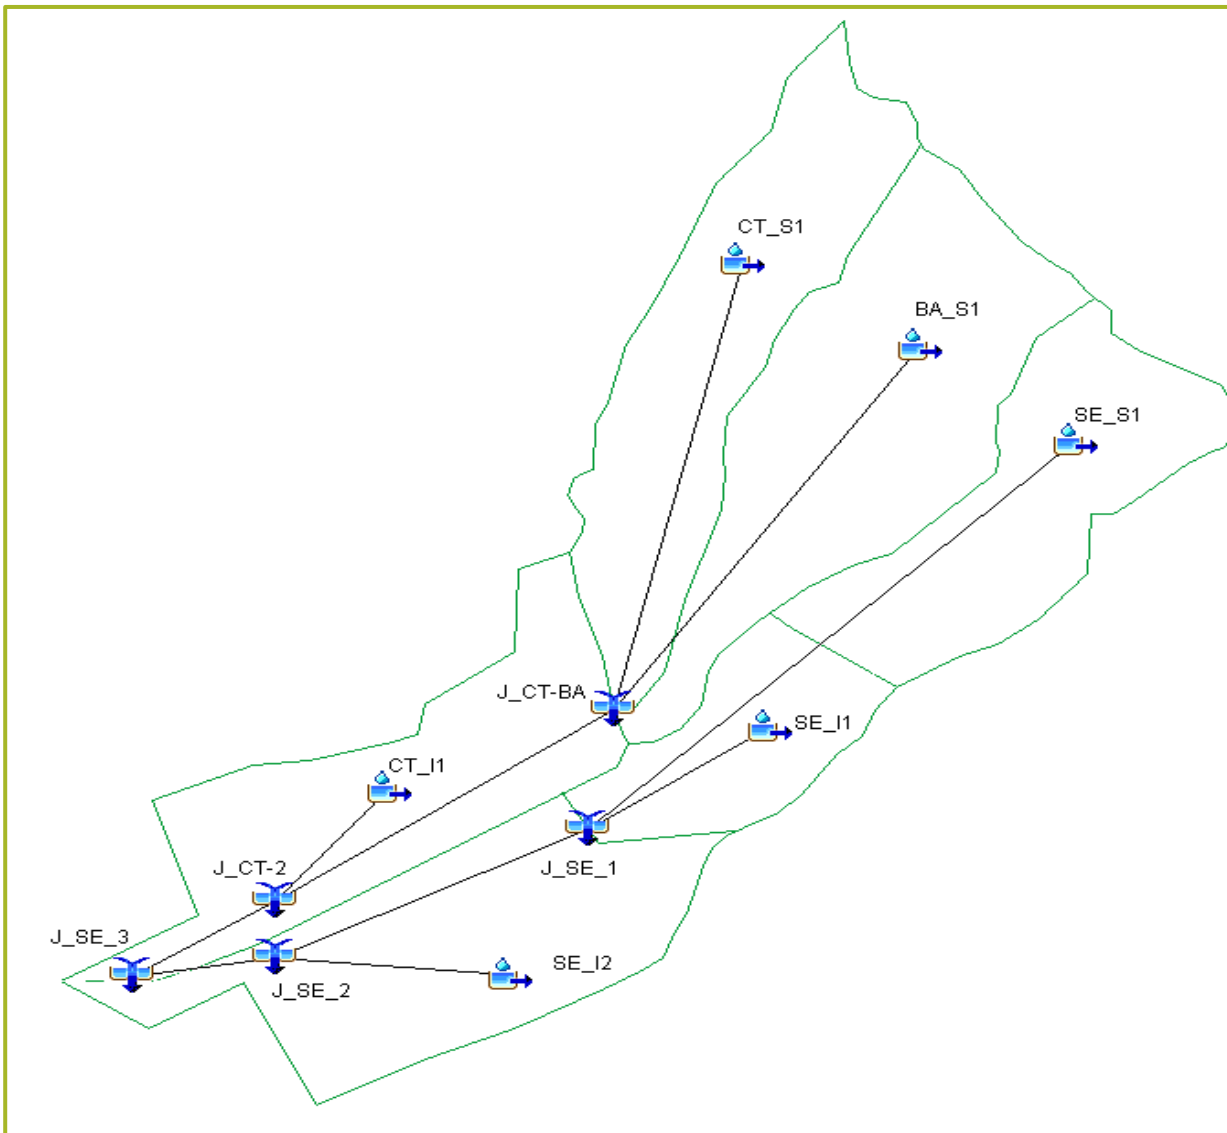 CT_S1
BA_S1
SE_S1
J_CT-BA
SE_I1
CT_I1
J_SE_1
J_CT-2
J_SE_3
SE_I2
J_SE_2